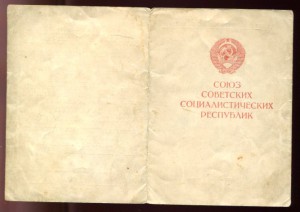 СОЮЗ
СОВЕТСКИХ
СОЦИАЛИСТИЧЕСКИХ
РЕСПУБЛИК